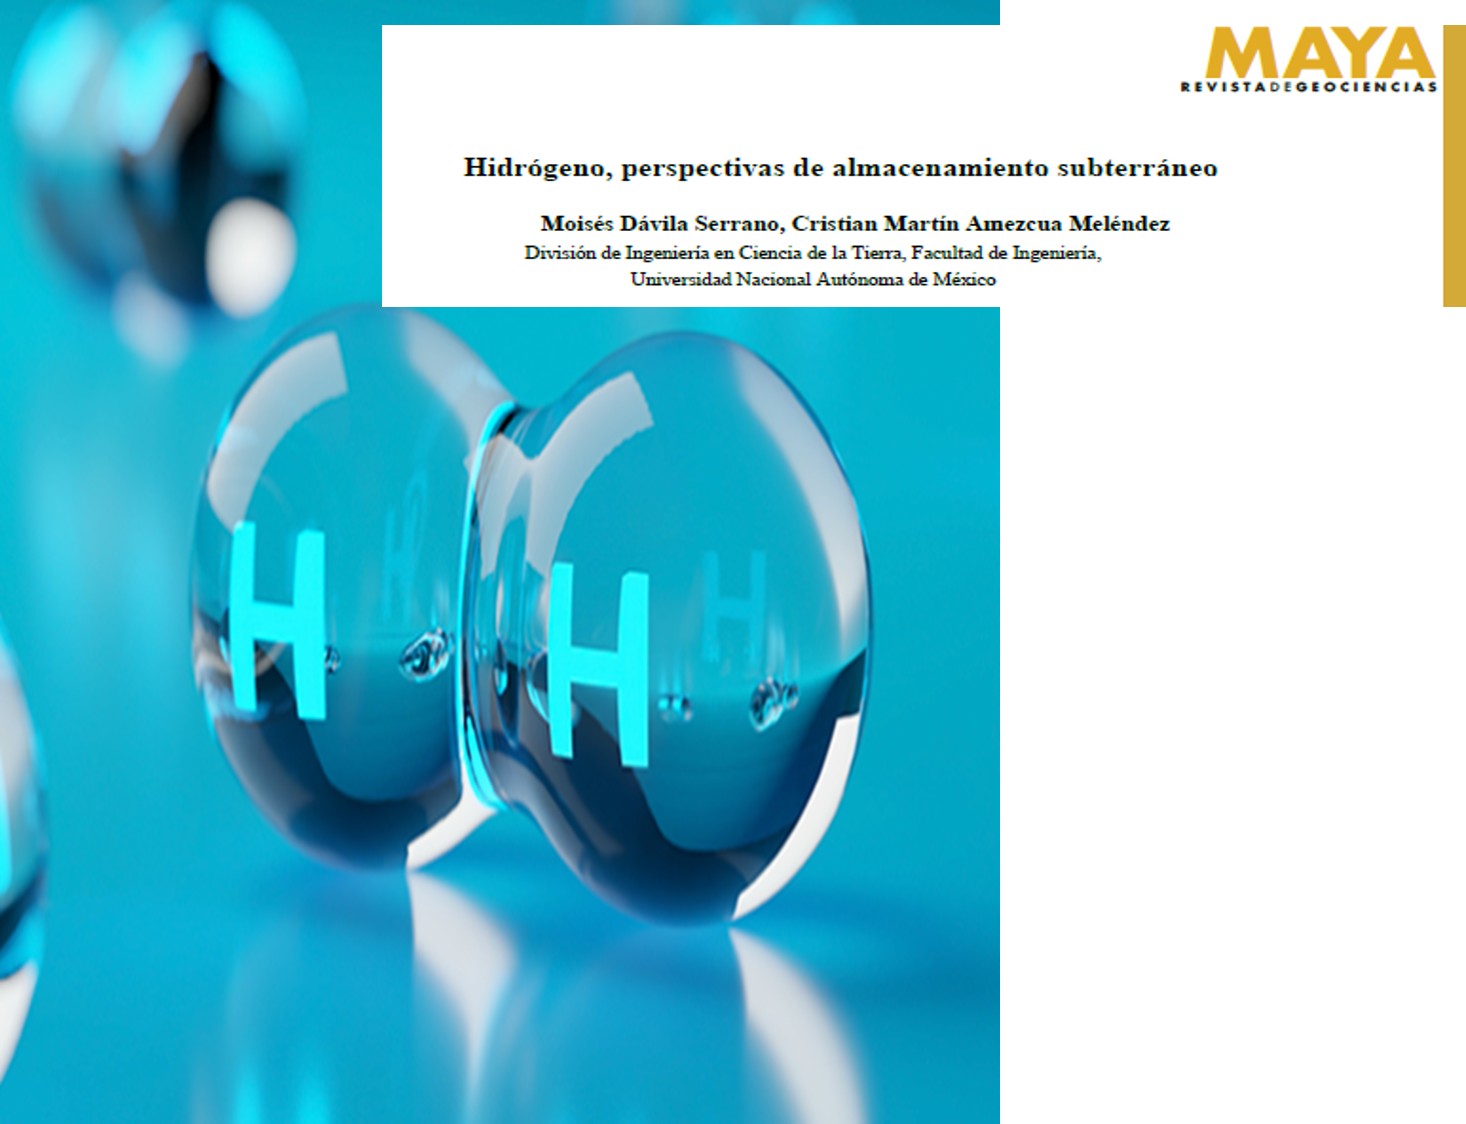 MAYA
REVISTADEGEOCIENCIAS
Hidrógeno, perspectivas de almacenamiento subterráneo
Moisés Dávila Serrano, Cristian Martín Amezcua Meléndez
División de Ingeniería en Ciencia de la Tierra, Facultad de Ingeniería,
Universidad Nacional Autónoma de México
H H
H H